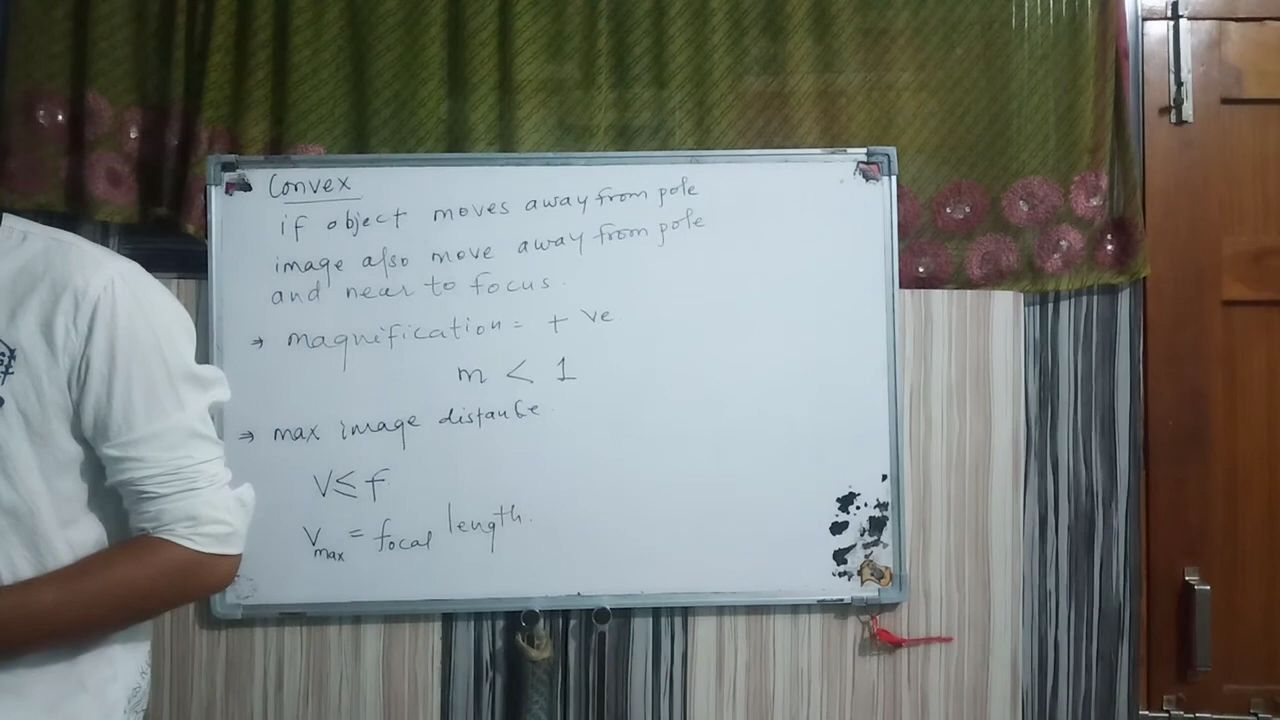 Convex
if object moves away from pole
image also move away from pole
and near to focus.
⇒ magnification = + ve
m < 1
⇒ max image distance.
V ≤ f
Vmax = focal length.